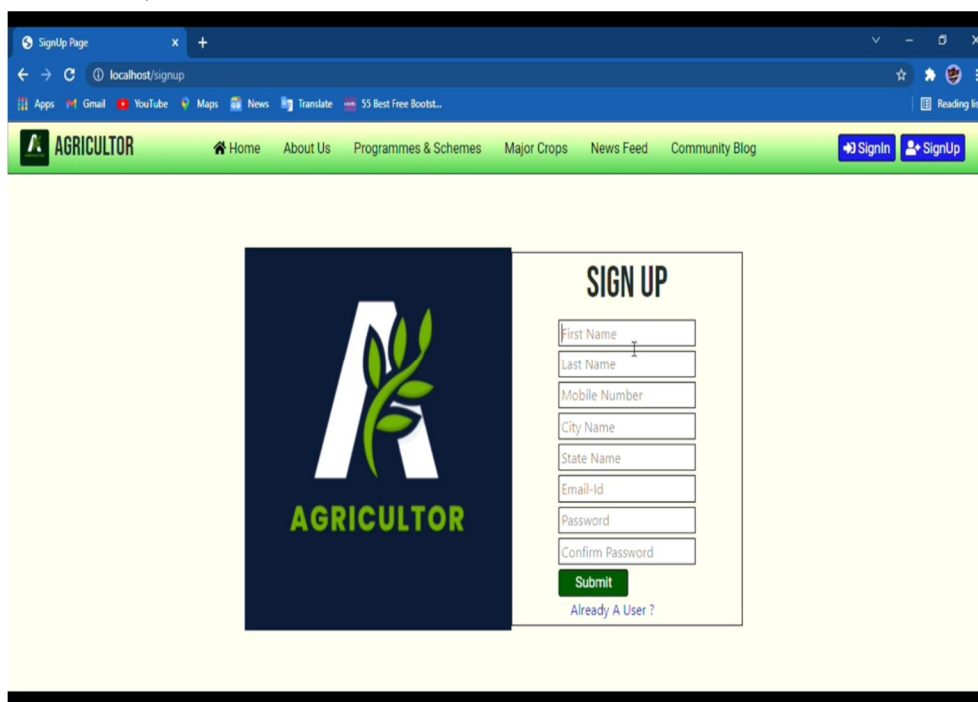 SignUp Page
localhost/signup
Apps Gmail YouTube Maps News Translate 55 Best Free Bootst... Reading lis
AGRICULTOR Home About Us Programmes & Schemes Major Crops News Feed Community Blog SignIn SignUp
SIGN UP
First Name
Last Name
Mobile Number
City Name
State Name
Email-Id
Password
Confirm Password
Submit
Already A User ?
AGRICULTOR